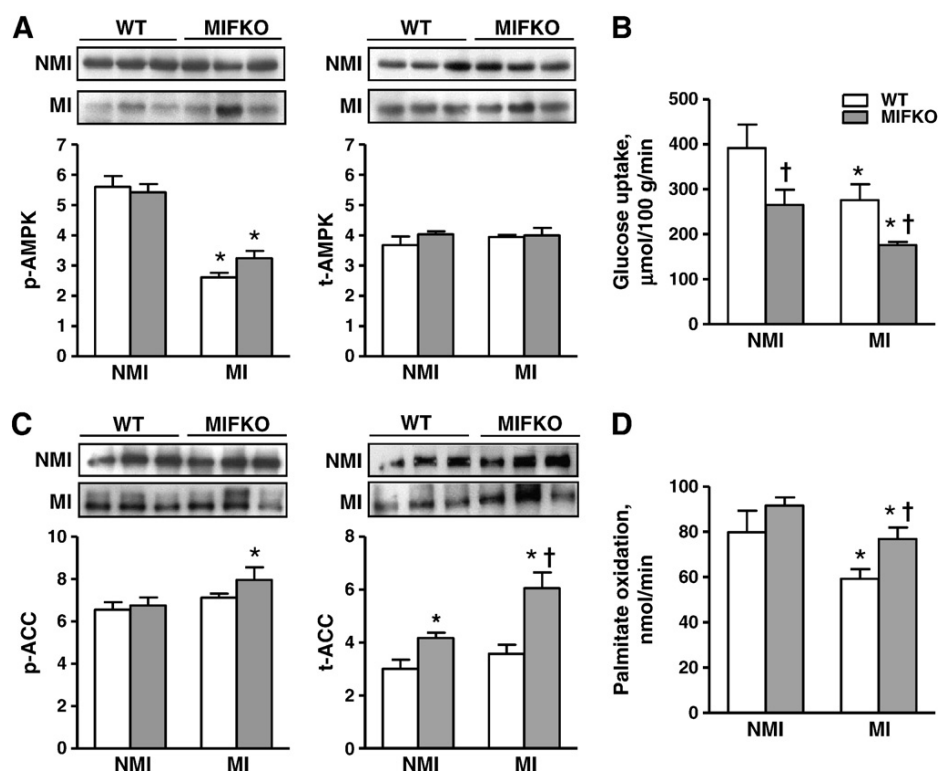 A
WT MIFKO
NMI
MI
p-AMPK
7
6
5
4
3
2
1
0
* *
NMI MI
WT MIFKO
NMI
MI
t-AMPK
7
6
5
4
3
2
1
0
NMI MI
B
WT
MIFKO
Glucose uptake,
μmol/100 g/min
500
400
300
200
100
0
†
*
* †
NMI MI
C
WT MIFKO
NMI
MI
p-ACC
10
8
6
4
2
0
*
NMI MI
WT MIFKO
NMI
MI
t-ACC
8
6
4
2
0
*
* †
NMI MI
D
Palmitate oxidation,
nmol/min
100
80
60
80
20
0
*
* †
NMI MI